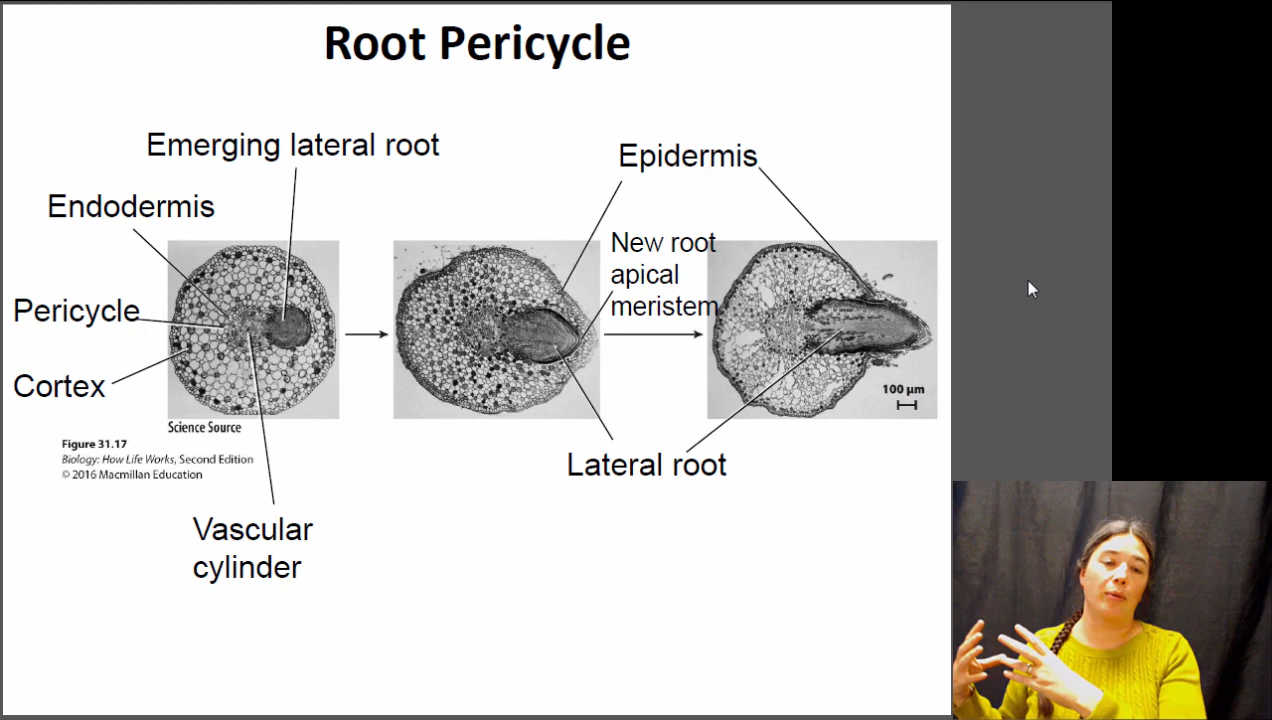 Root Pericycle
Emerging lateral root
Epidermis
Endodermis
New root
apical
meristem
Pericycle
Cortex
100 µm
Science Source
Figure 31.17
Biology: How Life Works, Second Edition
© 2016 Macmillan Education
Lateral root
Vascular
cylinder